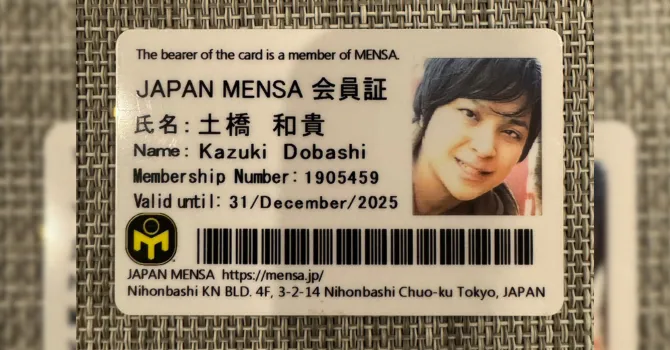 The bearer of the card is a member of MENSA.
JAPAN MENSA 会員証
氏名: 土橋 和貴
Name: Kazuki Dobashi
Membership Number: 1905459
Valid until: 31/December/2025
JAPAN MENSA https://mensa.jp/
Nihonbashi KN BLD. 4F, 3-2-14 Nihonbashi Chuo-ku Tokyo, JAPAN